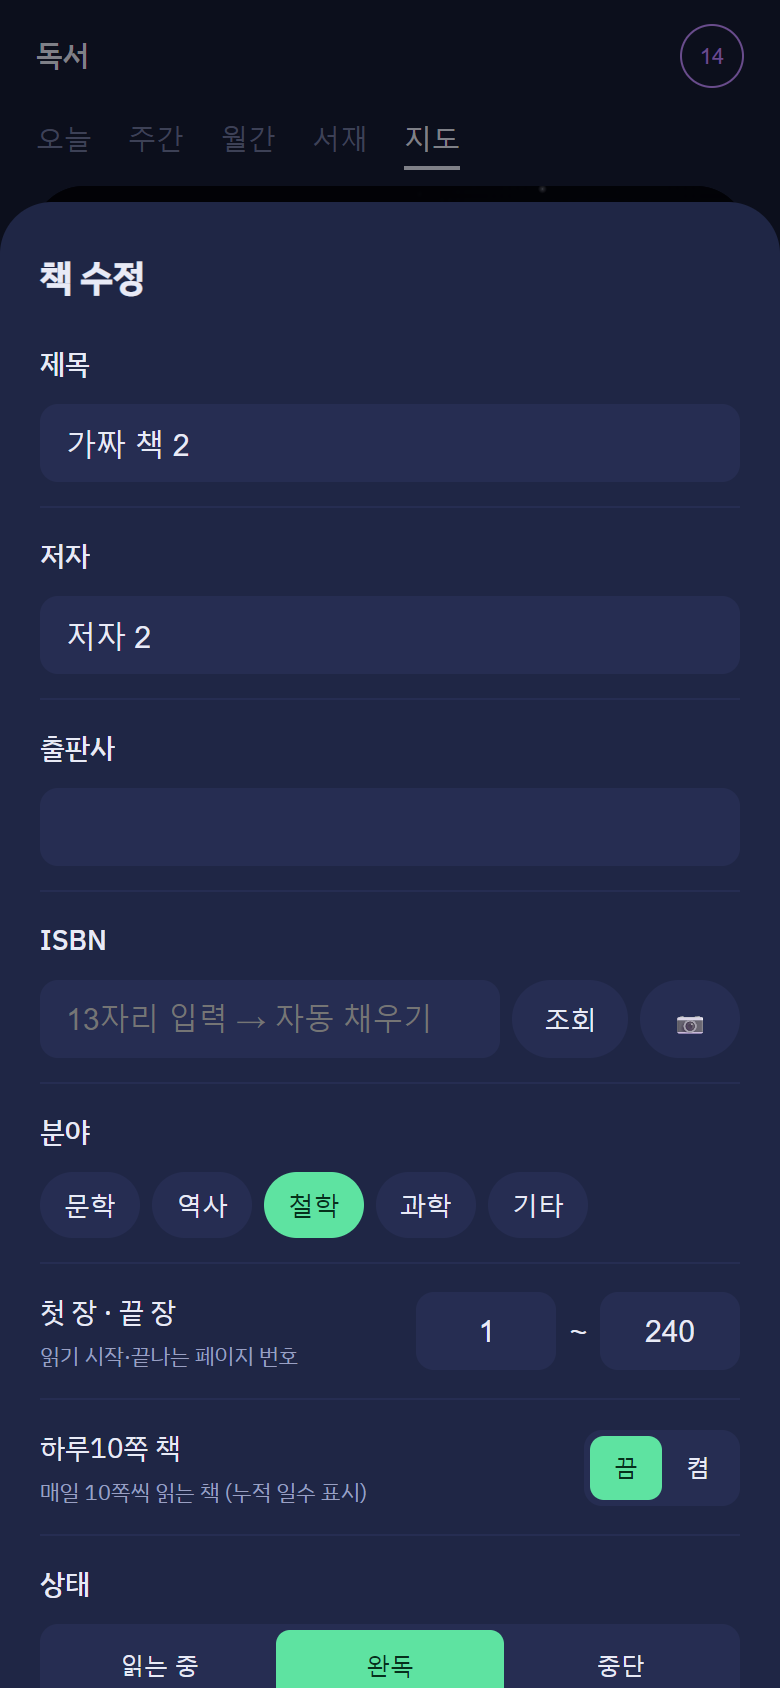 독서
14
오늘 주간 월간 서재 지도
책 수정
제목
가짜 책 2
저자
저자 2
출판사
ISBN
13자리 입력 → 자동 채우기 조회
분야
문학 역사 철학 과학 기타
첫 장 · 끝 장
읽기 시작·끝나는 페이지 번호
1 ~ 240
하루10쪽 책
매일 10쪽씩 읽는 책 (누적 일수 표시)
끔 켬
상태
읽는 중 완독 중단